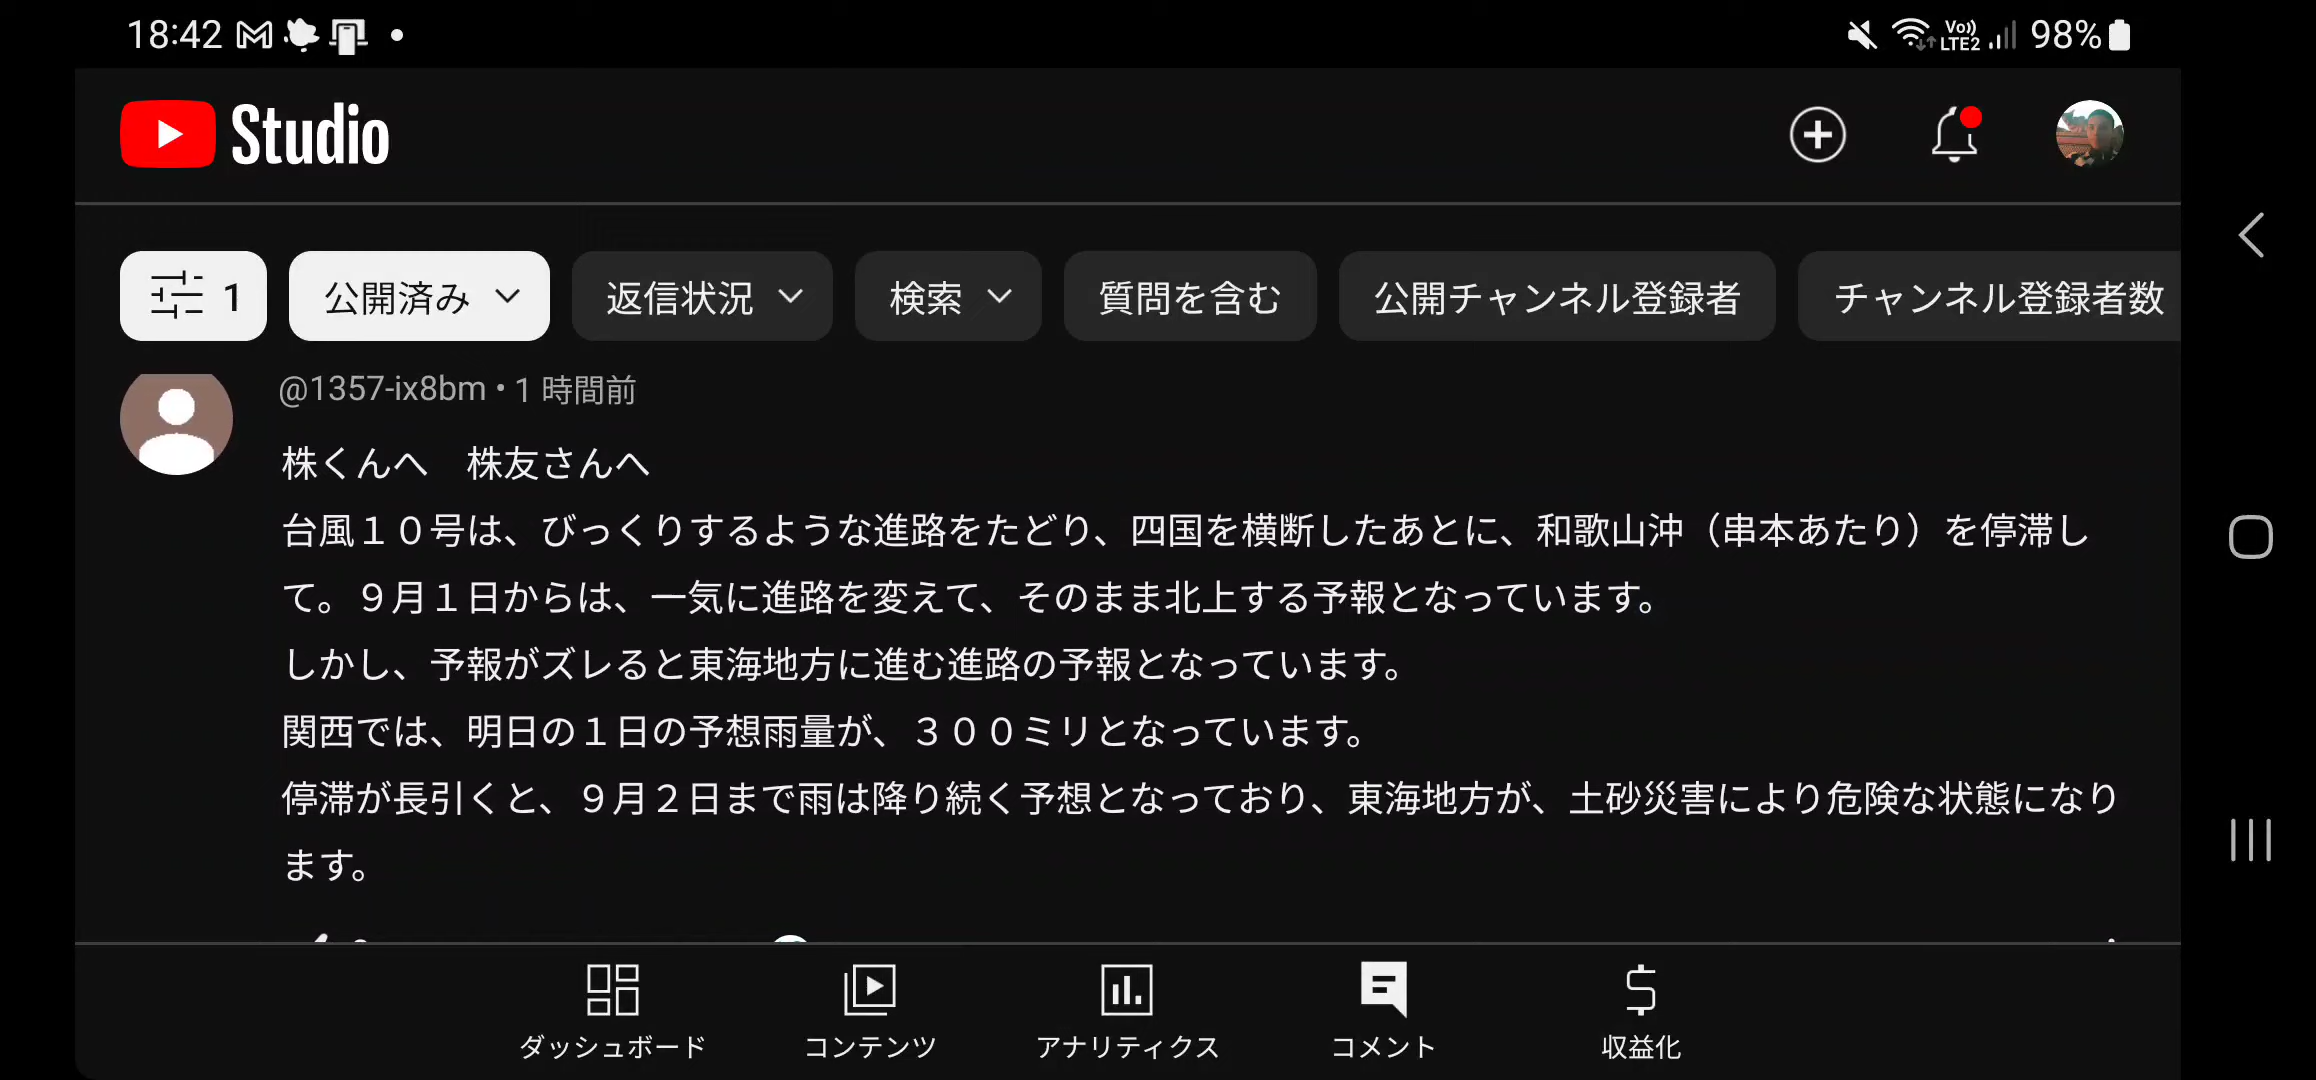 18:42
Vo)) LTE2 98%
Studio
1 公開済み 返信状況 検索 質問を含む 公開チャンネル登録者 チャンネル登録者数
@1357-ix8bm • 1 時間前
株くんへ　株友さんへ
台風１０号は、びっくりするような進路をたどり、四国を横断したあとに、和歌山沖（串本あたり）を停滞し
て。９月１日からは、一気に進路を変えて、そのまま北上する予報となっています。
しかし、予報がズレると東海地方に進む進路の予報となっています。
関西では、明日の１日の予想雨量が、３００ミリとなっています。
停滞が長引くと、９月２日まで雨は降り続く予想となっており、東海地方が、土砂災害により危険な状態になり
ます。
ダッシュボード コンテンツ アナリティクス コメント 収益化